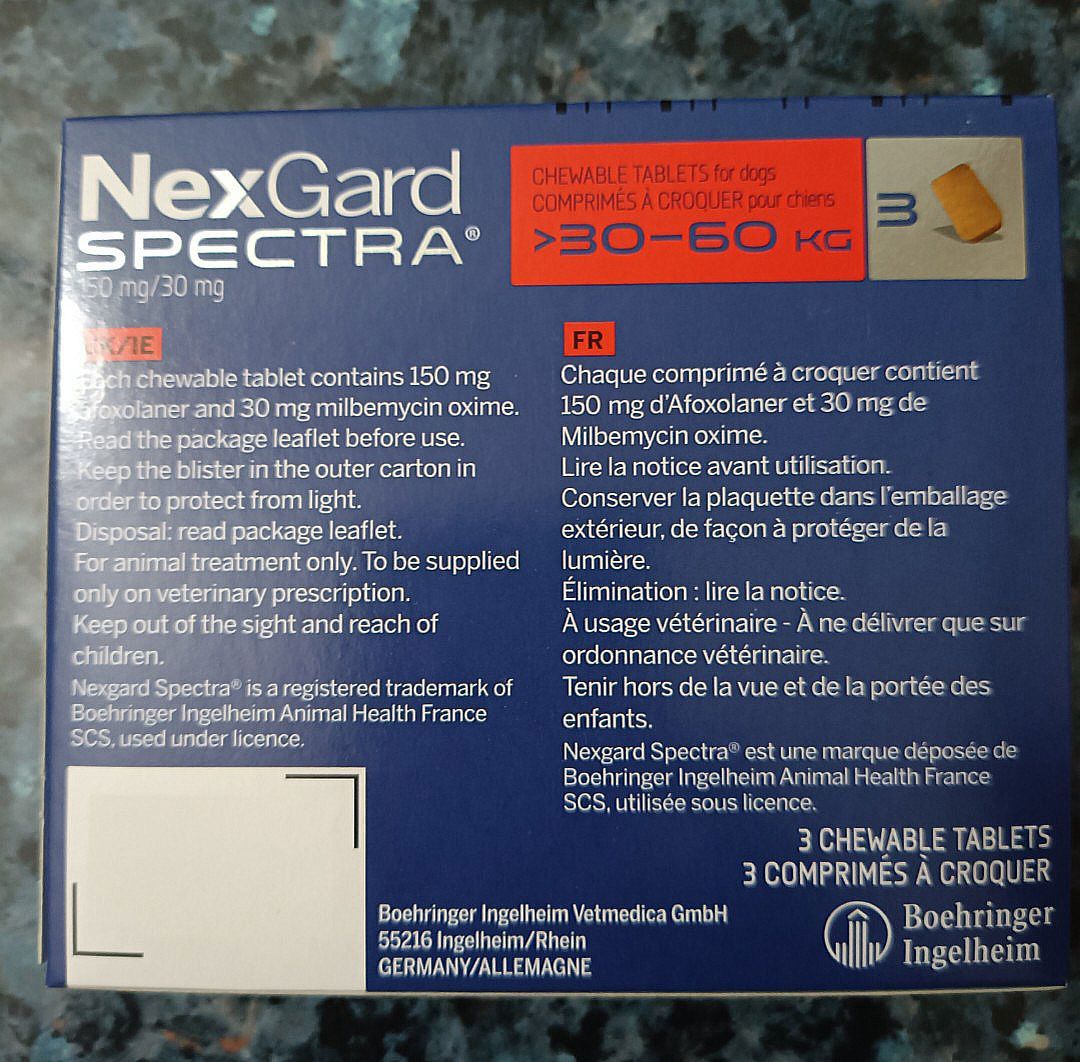 NexGard
SPECTRA®
150 mg/30 mg
CHEWABLE TABLETS for dogs
COMPRIMÉS À CROQUER pour chiens
>30–60 KG
3
UK/IE
Each chewable tablet contains 150 mg
afoxolaner and 30 mg milbemycin oxime.
Read the package leaflet before use.
Keep the blister in the outer carton in
order to protect from light.
Disposal: read package leaflet.
For animal treatment only. To be supplied
only on veterinary prescription.
Keep out of the sight and reach of
children.
Nexgard Spectra® is a registered trademark of
Boehringer Ingelheim Animal Health France
SCS, used under licence.
FR
Chaque comprimé à croquer contient
150 mg d'Afoxolaner et 30 mg de
Milbemycin oxime.
Lire la notice avant utilisation.
Conserver la plaquette dans l'emballage
extérieur, de façon à protéger de la
lumière.
Élimination : lire la notice.
À usage vétérinaire - À ne délivrer que sur
ordonnance vétérinaire.
Tenir hors de la vue et de la portée des
enfants.
Nexgard Spectra® est une marque déposée de
Boehringer Ingelheim Animal Health France
SCS, utilisée sous licence.
3 CHEWABLE TABLETS
3 COMPRIMÉS À CROQUER
Boehringer Ingelheim Vetmedica GmbH
55216 Ingelheim/Rhein
GERMANY/ALLEMAGNE
Boehringer
Ingelheim